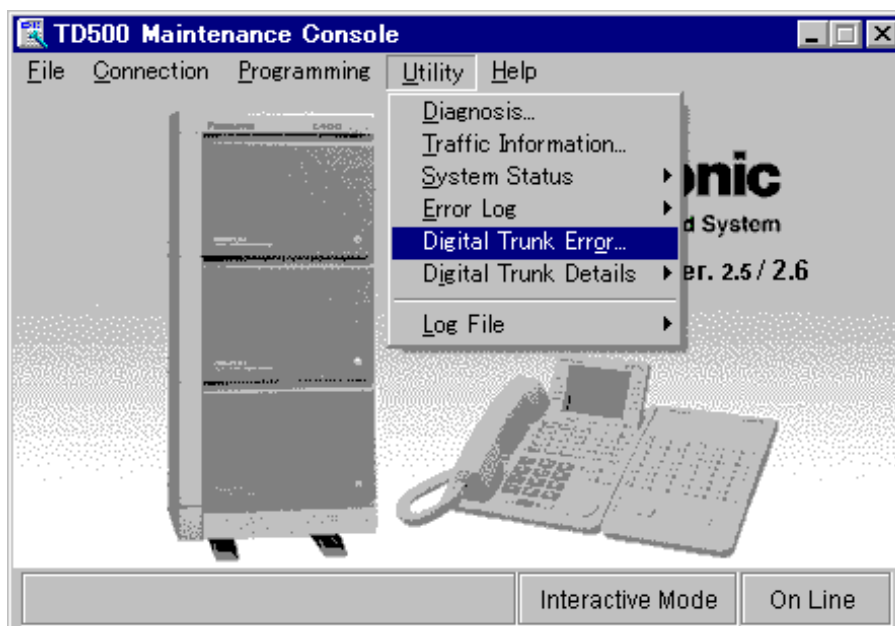 TD500 Maintenance Console
File Connection Programming Utility Help
Diagnosis...
Traffic Information...
System Status
Error Log
Digital Trunk Error...
Digital Trunk Details
Log File
onic
d System
er. 2.5 / 2.6
Interactive Mode
On Line